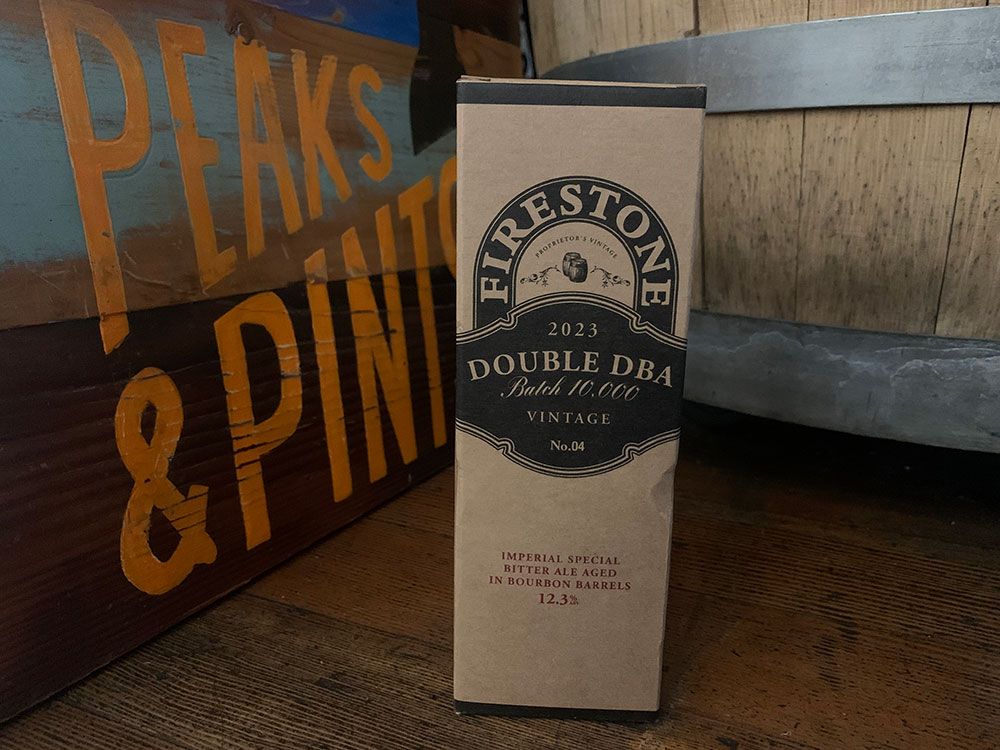 PEAKS
& PINT
FIRESTONE
PROPRIETOR'S VINTAGE
2023
DOUBLE DBA
Batch 10,000
VINTAGE
No.04
IMPERIAL SPECIAL
BITTER ALE AGED
IN BOURBON BARRELS
12.3%